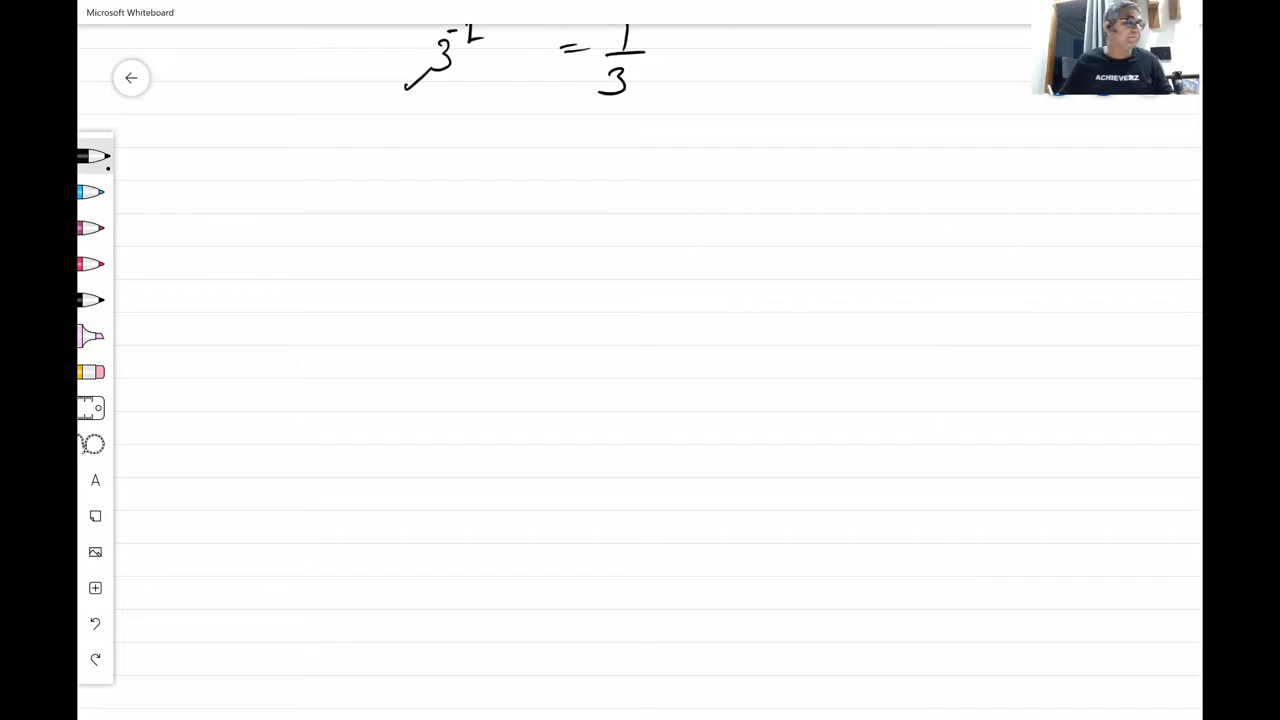 Microsoft Whiteboard
3⁻¹ = 1/3
ACHIEVERZ
A